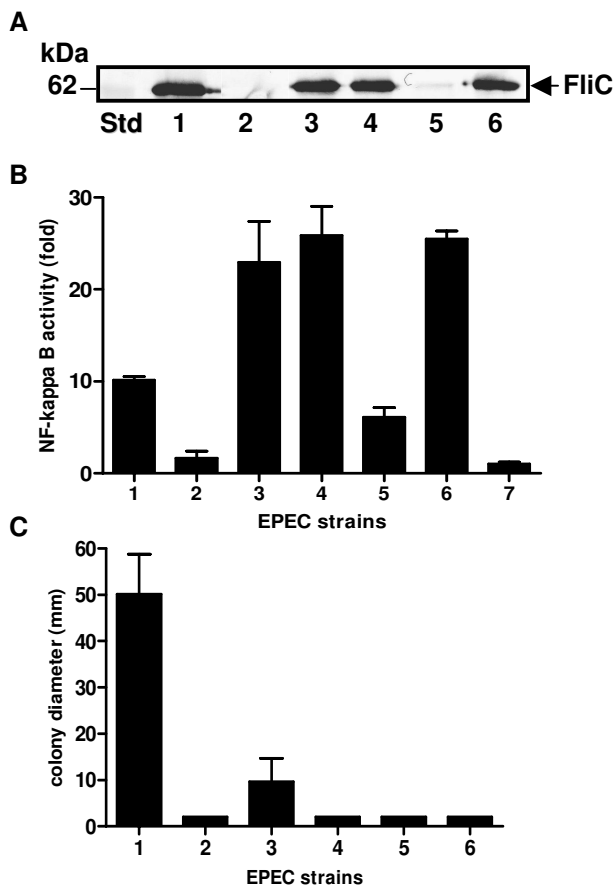 A
kDa
62
FliC
Std 1 2 3 4 5 6
B
NF-kappa B activity (fold)
30
20
10
0
1 2 3 4 5 6 7
EPEC strains
C
colony diameter (mm)
60
50
40
30
20
10
0
1 2 3 4 5 6
EPEC strains